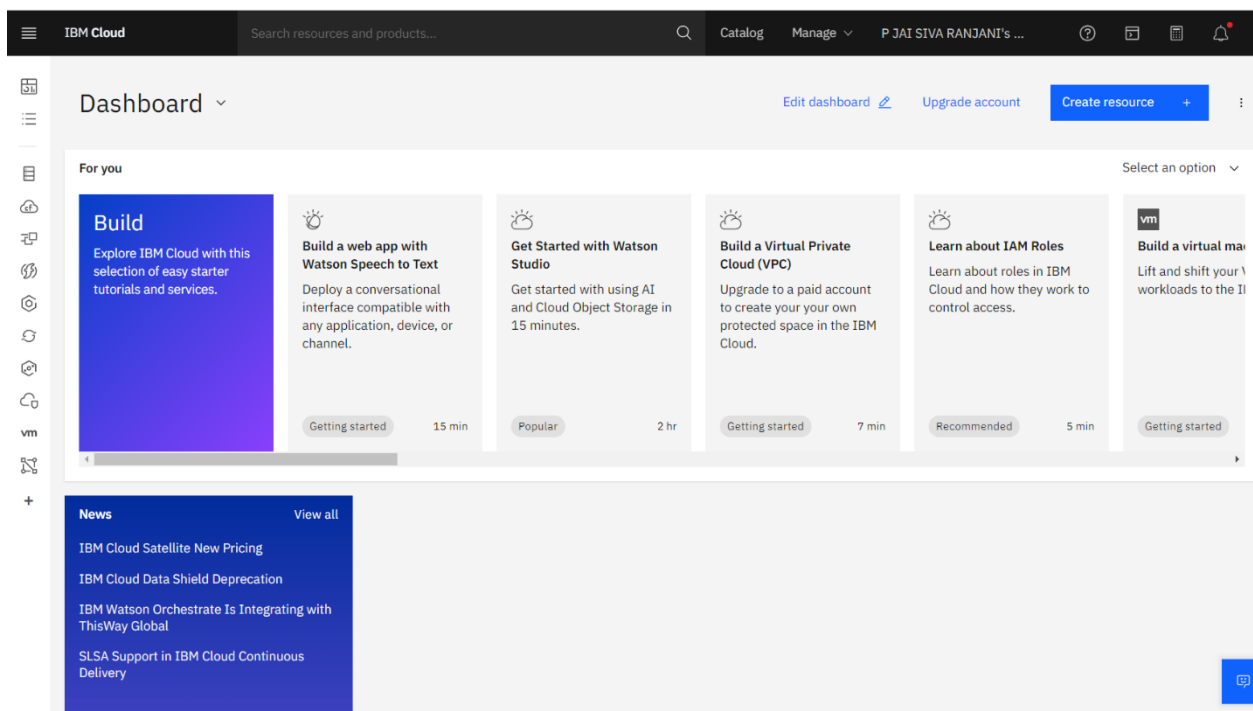 IBM Cloud
Search resources and products...
Catalog
Manage
P JAI SIVA RANJANI's ...
Dashboard
Edit dashboard
Upgrade account
Create resource +
For you
Select an option
Build
Explore IBM Cloud with this
selection of easy starter
tutorials and services.
Build a web app with
Watson Speech to Text
Deploy a conversational
interface compatible with
any application, device, or
channel.
Getting started
15 min
Get Started with Watson
Studio
Get started with using AI
and Cloud Object Storage in
15 minutes.
Popular
2 hr
Build a Virtual Private
Cloud (VPC)
Upgrade to a paid account
to create your your own
protected space in the IBM
Cloud.
Getting started
7 min
Learn about IAM Roles
Learn about roles in IBM
Cloud and how they work to
control access.
Recommended
5 min
vm
Build a virtual
Lift and shift your
workloads to the
Getting started
cf
vm
News
View all
IBM Cloud Satellite New Pricing
IBM Cloud Data Shield Deprecation
IBM Watson Orchestrate Is Integrating with
ThisWay Global
SLSA Support in IBM Cloud Continuous
Delivery